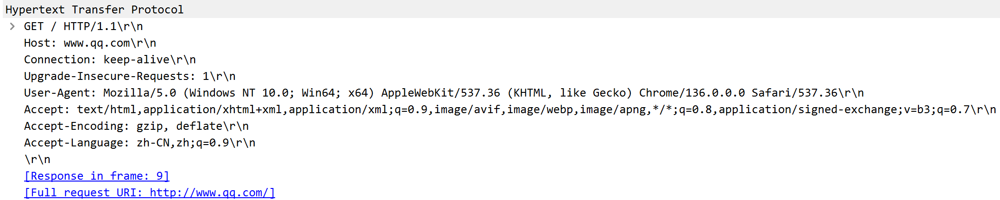 Hypertext Transfer Protocol
GET / HTTP/1.1\r\n
Host: www.qq.com\r\n
Connection: keep-alive\r\n
Upgrade-Insecure-Requests: 1\r\n
User-Agent: Mozilla/5.0 (Windows NT 10.0; Win64; x64) AppleWebKit/537.36 (KHTML, like Gecko) Chrome/136.0.0.0 Safari/537.36\r\n
Accept: text/html,application/xhtml+xml,application/xml;q=0.9,image/avif,image/webp,image/apng,*/*;q=0.8,application/signed-exchange;v=b3;q=0.7\r\n
Accept-Encoding: gzip, deflate\r\n
Accept-Language: zh-CN,zh;q=0.9\r\n
\r\n
[Response in frame: 9]
[Full request URI: http://www.qq.com/]